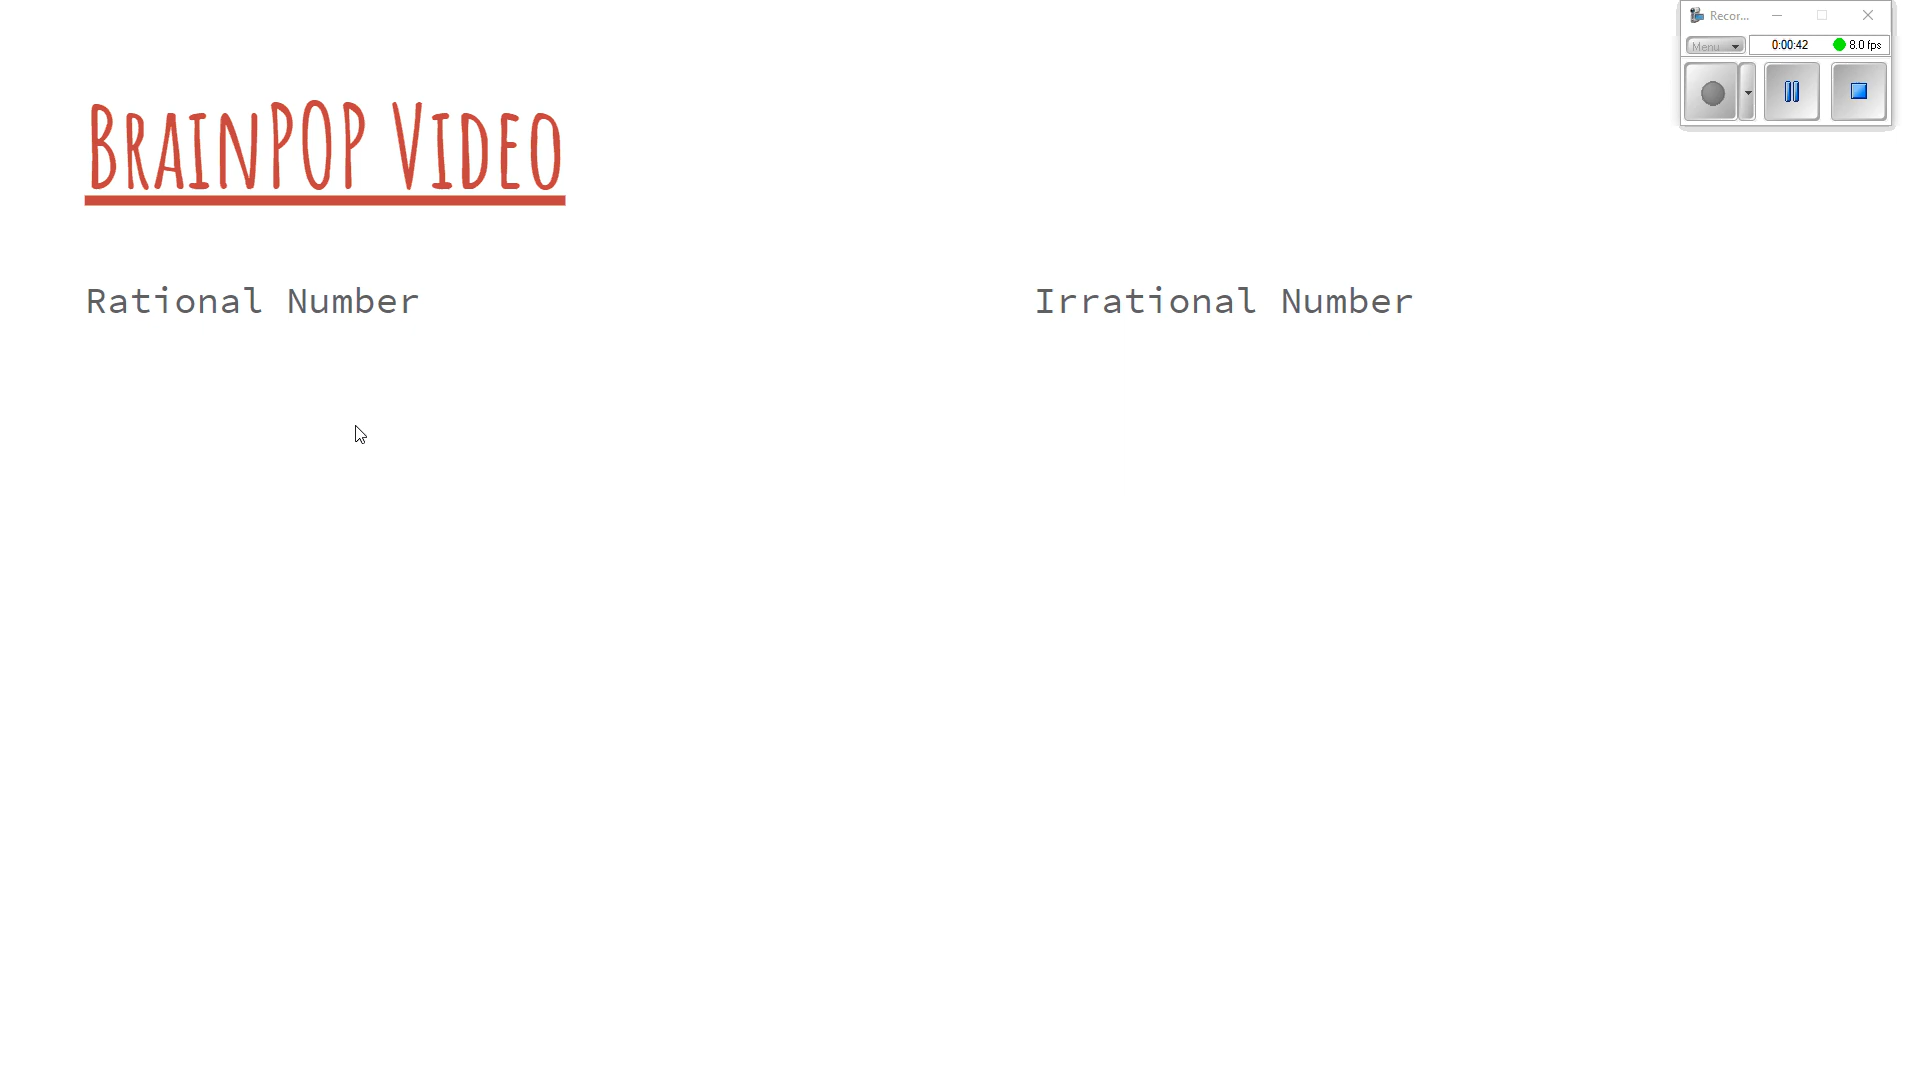 Recor...
Menu 0:00:42 8.0 fps
BrainPOP Video
Rational Number
Irrational Number